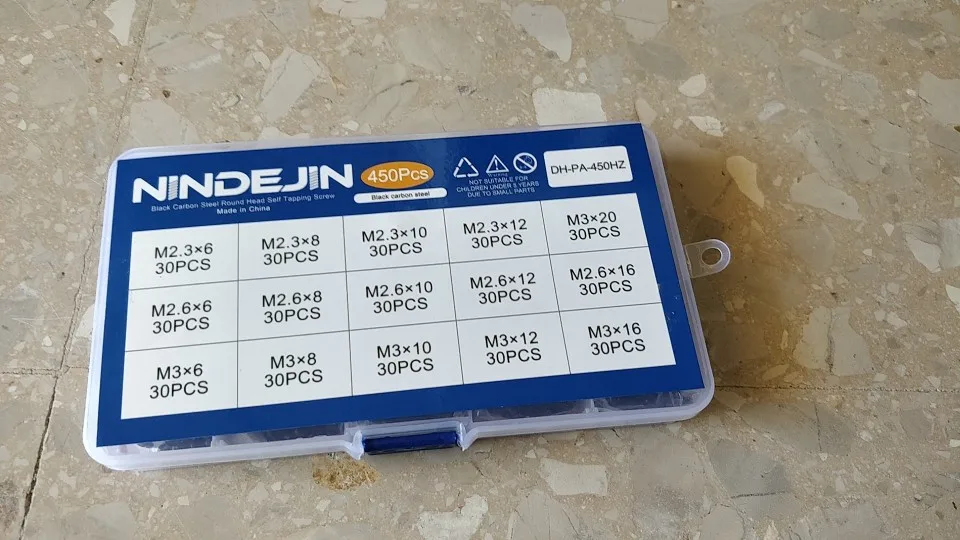 NINDEJIN
450Pcs
Black carbon steel
Black Carbon Steel Round Head Self Tapping Screw
Made in China
NOT SUITABLE FOR
CHILDREN UNDER 5 YEARS
DUE TO SMALL PARTS
DH-PA-450HZ
M2.3×6
30PCS
M2.3×8
30PCS
M2.3×10
30PCS
M2.3×12
30PCS
M3×20
30PCS
M2.6×6
30PCS
M2.6×8
30PCS
M2.6×10
30PCS
M2.6×12
30PCS
M2.6×16
30PCS
M3×6
30PCS
M3×8
30PCS
M3×10
30PCS
M3×12
30PCS
M3×16
30PCS